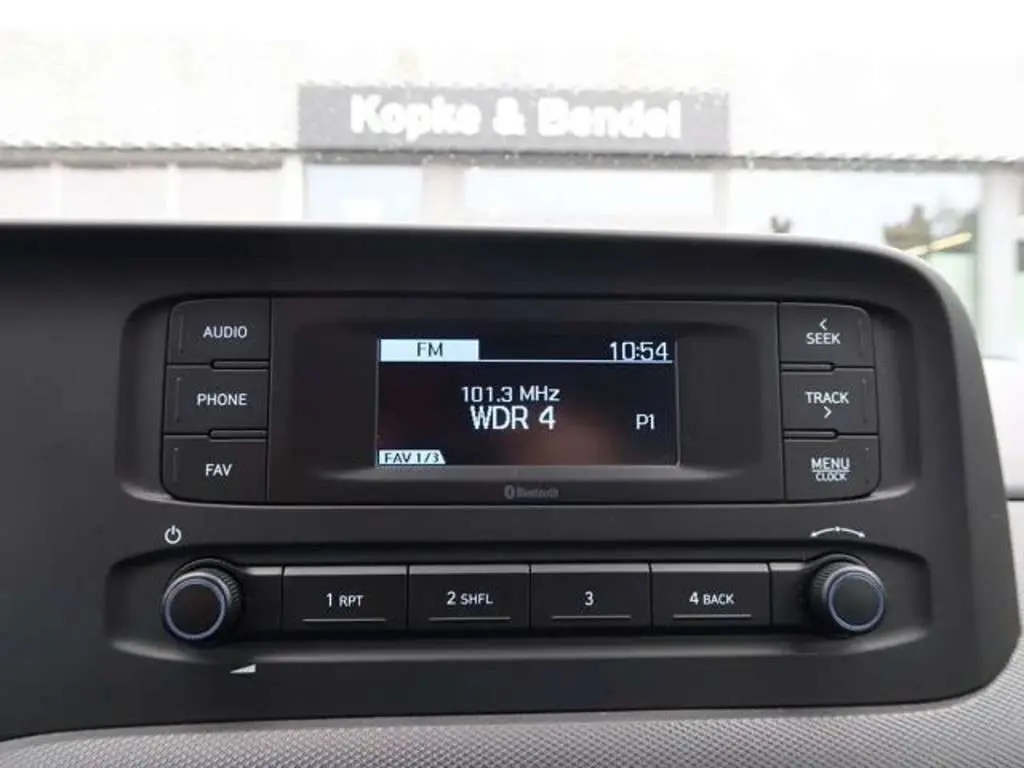 Kopke & Bendel
AUDIO
PHONE
FAV
FM 10:54
101.3 MHz
WDR 4
P1
FAV 1/3
Bluetooth
< SEEK
TRACK >
MENU
CLOCK
1 RPT
2 SHFL
3
4 BACK